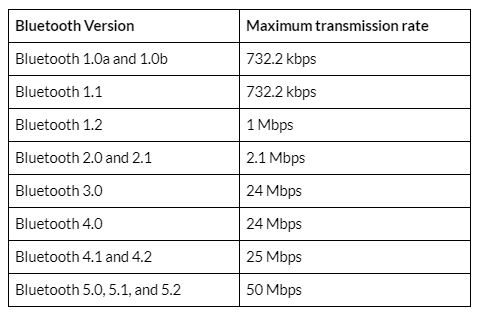 Bluetooth Version Maximum transmission rate
Bluetooth 1.0a and 1.0b 732.2 kbps
Bluetooth 1.1 732.2 kbps
Bluetooth 1.2 1 Mbps
Bluetooth 2.0 and 2.1 2.1 Mbps
Bluetooth 3.0 24 Mbps
Bluetooth 4.0 24 Mbps
Bluetooth 4.1 and 4.2 25 Mbps
Bluetooth 5.0, 5.1, and 5.2 50 Mbps